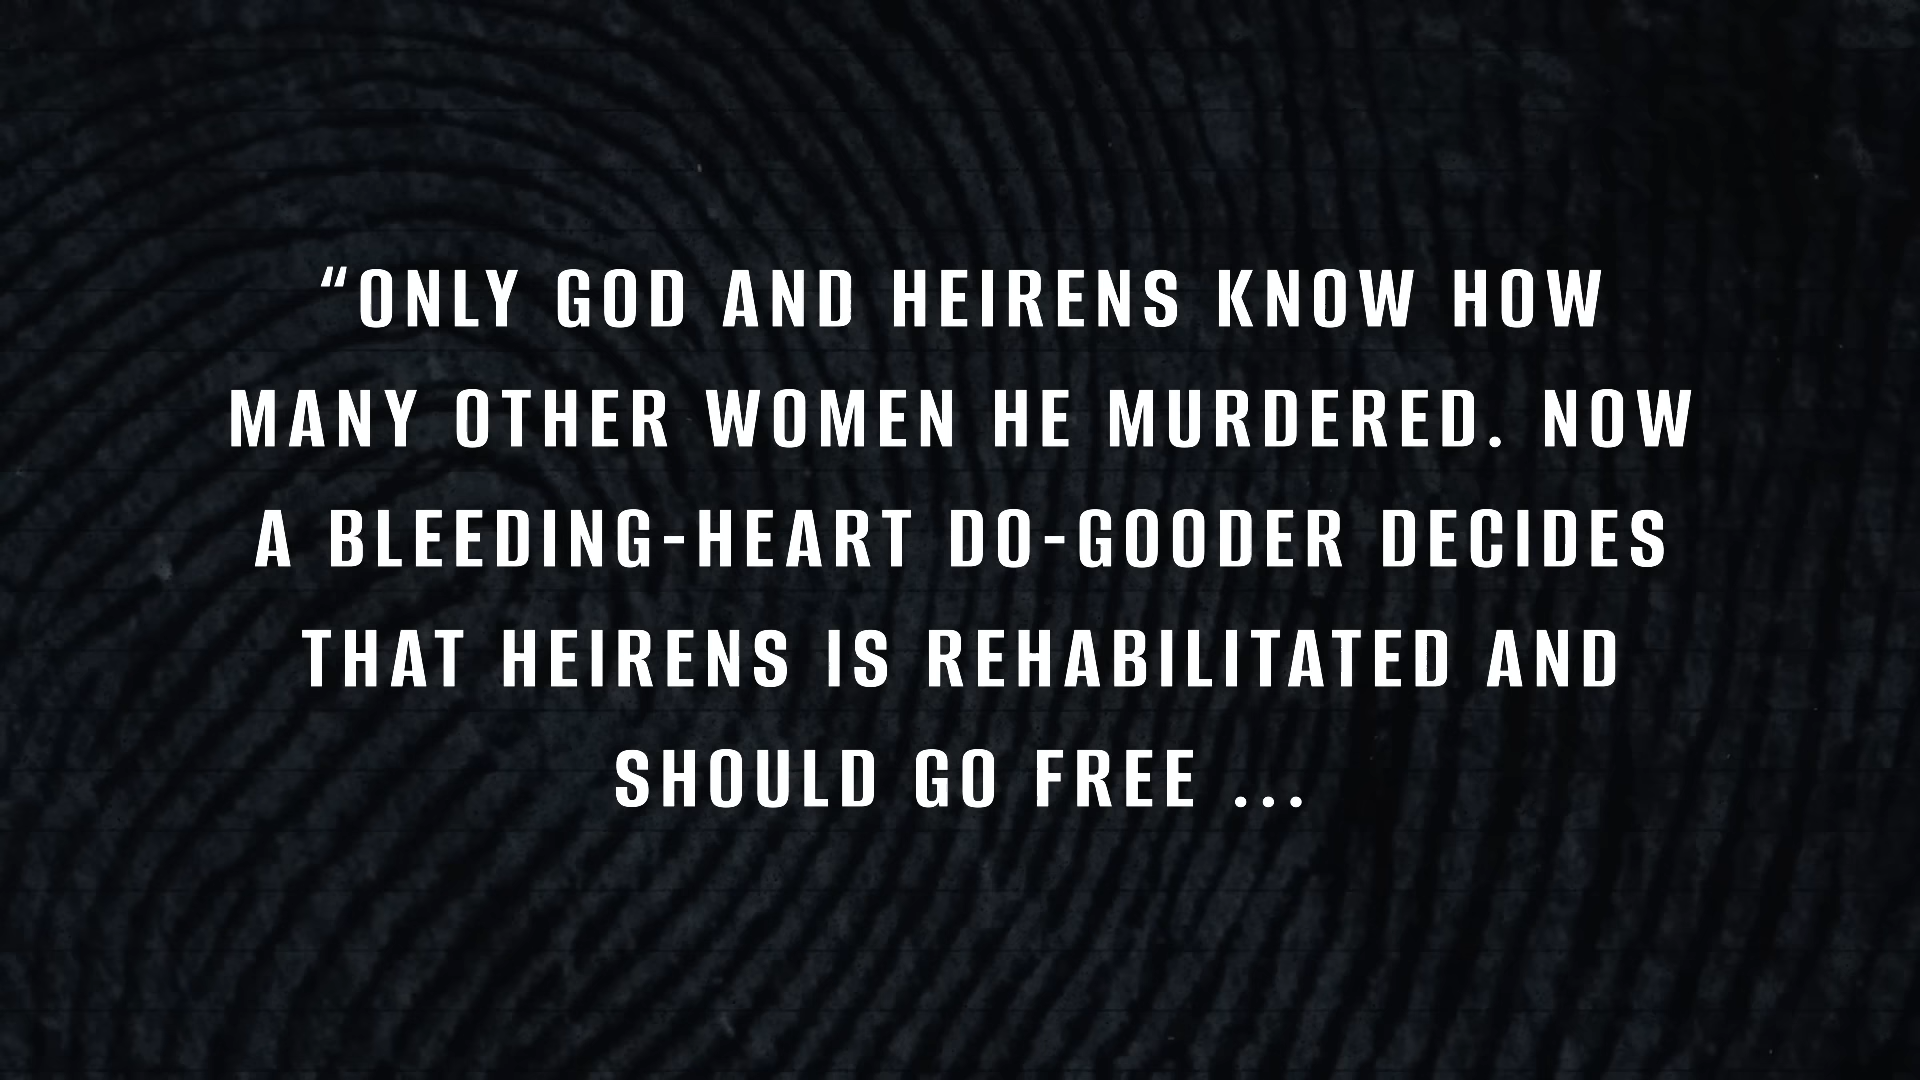 “ONLY GOD AND HEIRENS KNOW HOW
MANY OTHER WOMEN HE MURDERED. NOW
A BLEEDING-HEART DO-GOODER DECIDES
THAT HEIRENS IS REHABILITATED AND
SHOULD GO FREE ...